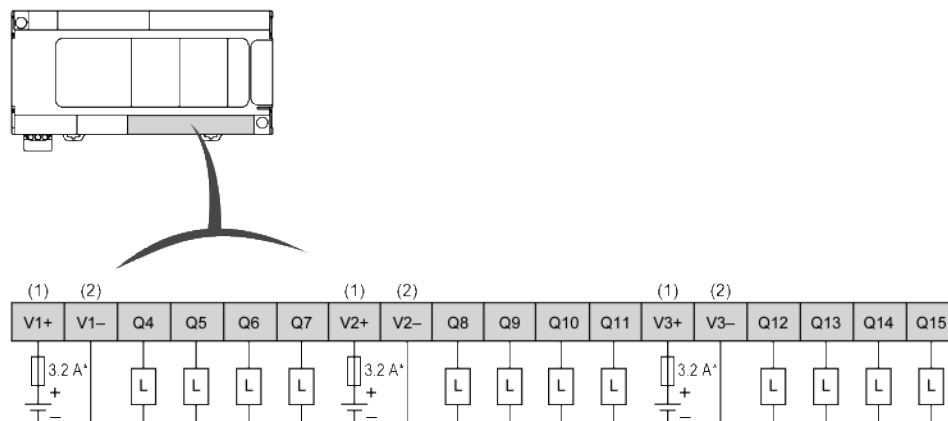 (1) (2) (1) (2) (1) (2)
V1+ V1– Q4 Q5 Q6 Q7 V2+ V2– Q8 Q9 Q10 Q11 V3+ V3– Q12 Q13 Q14 Q15
3.2 A* 3.2 A* 3.2 A*
L L L L L L L L L L L L
+ + +
– – –